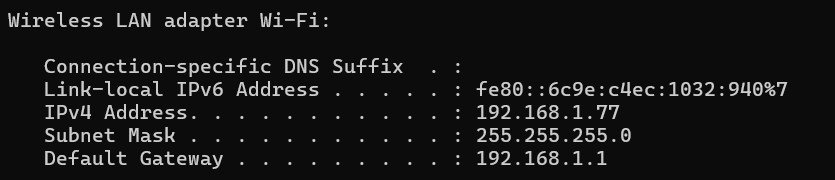 Wireless LAN adapter Wi-Fi:
Connection-specific DNS Suffix  . :
Link-local IPv6 Address . . . . . : fe80::6c9e:c4ec:1032:940%7
IPv4 Address. . . . . . . . . . . : 192.168.1.77
Subnet Mask . . . . . . . . . . . : 255.255.255.0
Default Gateway . . . . . . . . . : 192.168.1.1